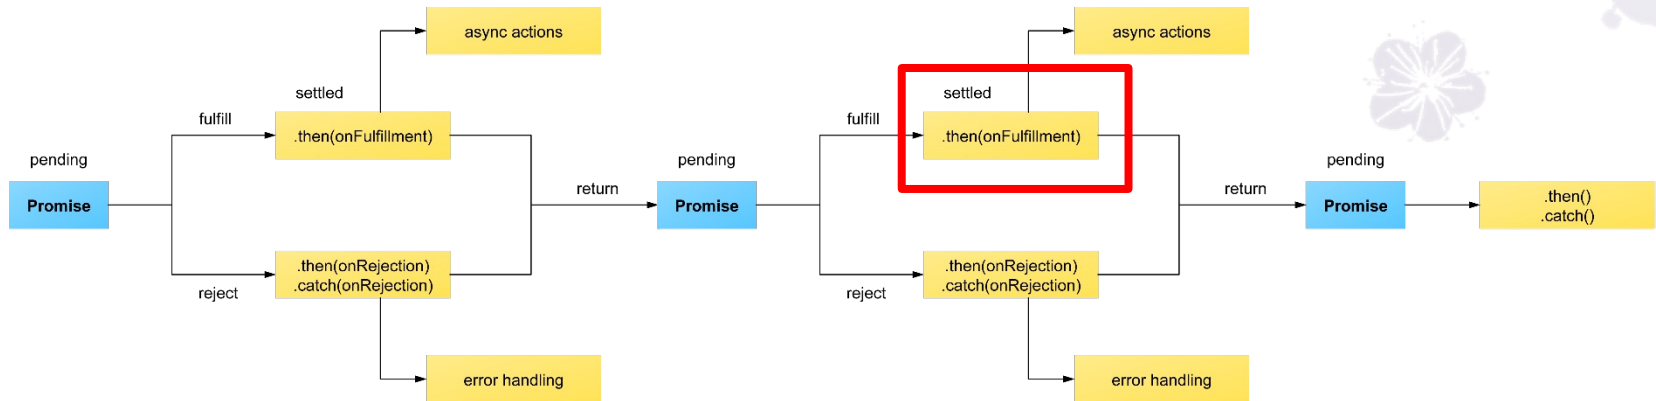 async actions
settled
fulfill
.then(onFulfillment)
pending
Promise
return
.then(onRejection)
.catch(onRejection)
reject
error handling
async actions
settled
fulfill
.then(onFulfillment)
pending
Promise
return
.then(onRejection)
.catch(onRejection)
reject
error handling
pending
Promise
.then()
.catch()